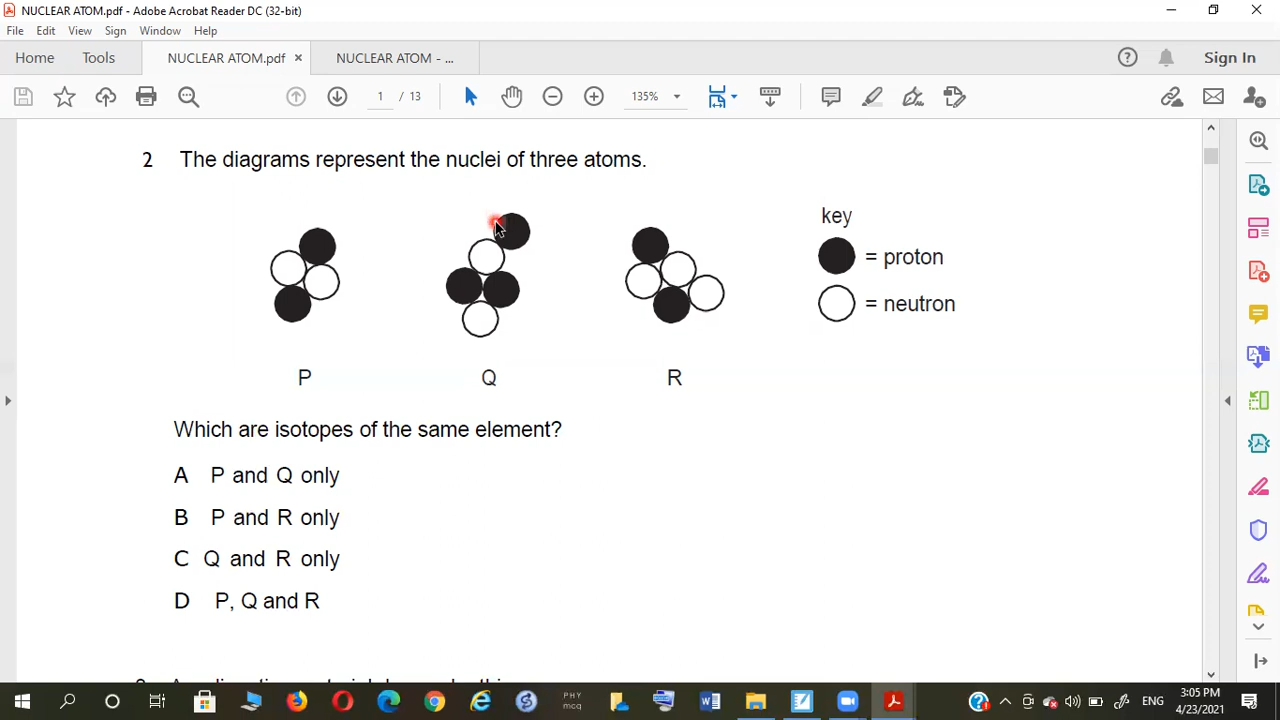 NUCLEAR ATOM.pdf - Adobe Acrobat Reader DC (32-bit)
File Edit View Sign Window Help
Home Tools NUCLEAR ATOM.pdf × NUCLEAR ATOM - ... Sign In
1 / 13 135%
2 The diagrams represent the nuclei of three atoms.
key
= proton
= neutron
P Q R
Which are isotopes of the same element?
A P and Q only
B P and R only
C Q and R only
D P, Q and R
PHY
mcq
ENG
3:05 PM
4/23/2021